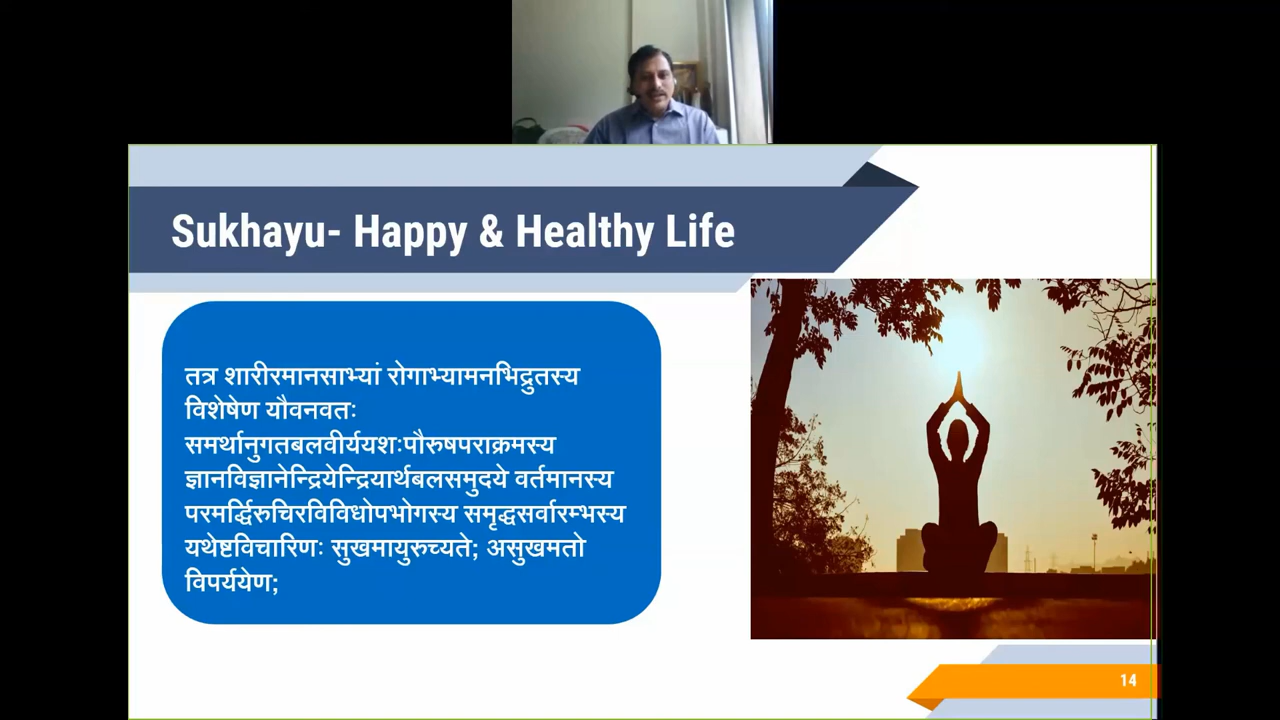 Sukhayu- Happy & Healthy Life
तत्र शारीरमानसाभ्यां रोगाभ्यामनभिद्रुतस्य
विशेषेण यौवनवतः
समर्थानुगतबलवीर्ययशःपौरुषपराक्रमस्य
ज्ञानविज्ञानेन्द्रियेन्द्रियार्थबलसमुदये वर्तमानस्य
परमर्द्धिरुचिरविविधोपभोगस्य समृद्धसर्वारम्भस्य
यथेष्टविचारिणः सुखमायुरुच्यते; असुखमतो
विपर्ययेण;
14